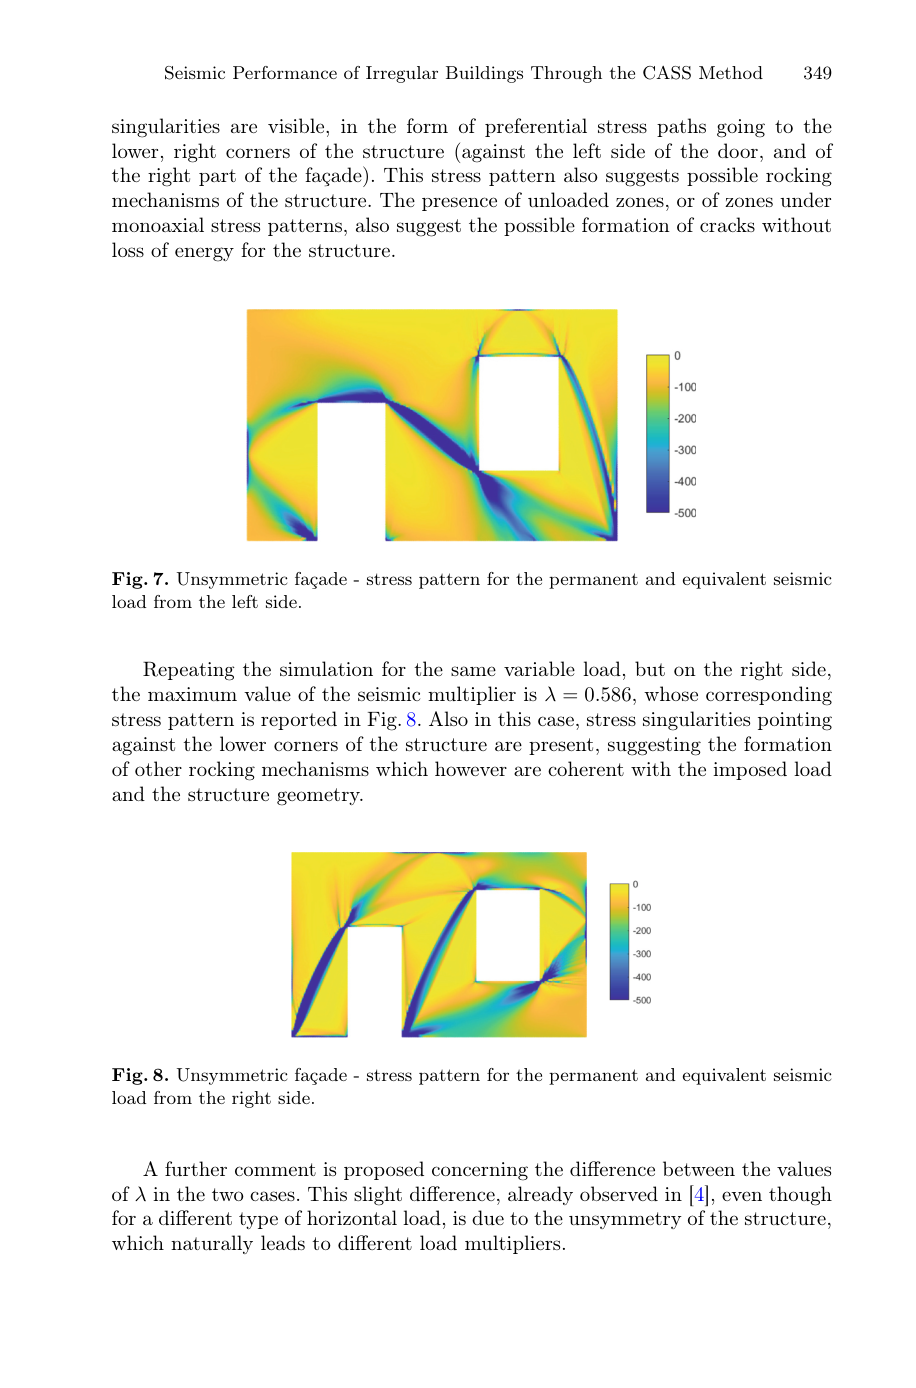 Seismic Performance of Irregular Buildings Through the CASS Method 349
singularities are visible, in the form of preferential stress paths going to the
lower, right corners of the structure (against the left side of the door, and of
the right part of the façade). This stress pattern also suggests possible rocking
mechanisms of the structure. The presence of unloaded zones, or of zones under
monoaxial stress patterns, also suggest the possible formation of cracks without
loss of energy for the structure.
0
-100
-200
-300
-400
-500
Fig. 7. Unsymmetric façade - stress pattern for the permanent and equivalent seismic
load from the left side.
Repeating the simulation for the same variable load, but on the right side,
the maximum value of the seismic multiplier is λ = 0.586, whose corresponding
stress pattern is reported in Fig. 8. Also in this case, stress singularities pointing
against the lower corners of the structure are present, suggesting the formation
of other rocking mechanisms which however are coherent with the imposed load
and the structure geometry.
0
-100
-200
-300
-400
-500
Fig. 8. Unsymmetric façade - stress pattern for the permanent and equivalent seismic
load from the right side.
A further comment is proposed concerning the difference between the values
of λ in the two cases. This slight difference, already observed in [4], even though
for a different type of horizontal load, is due to the unsymmetry of the structure,
which naturally leads to different load multipliers.